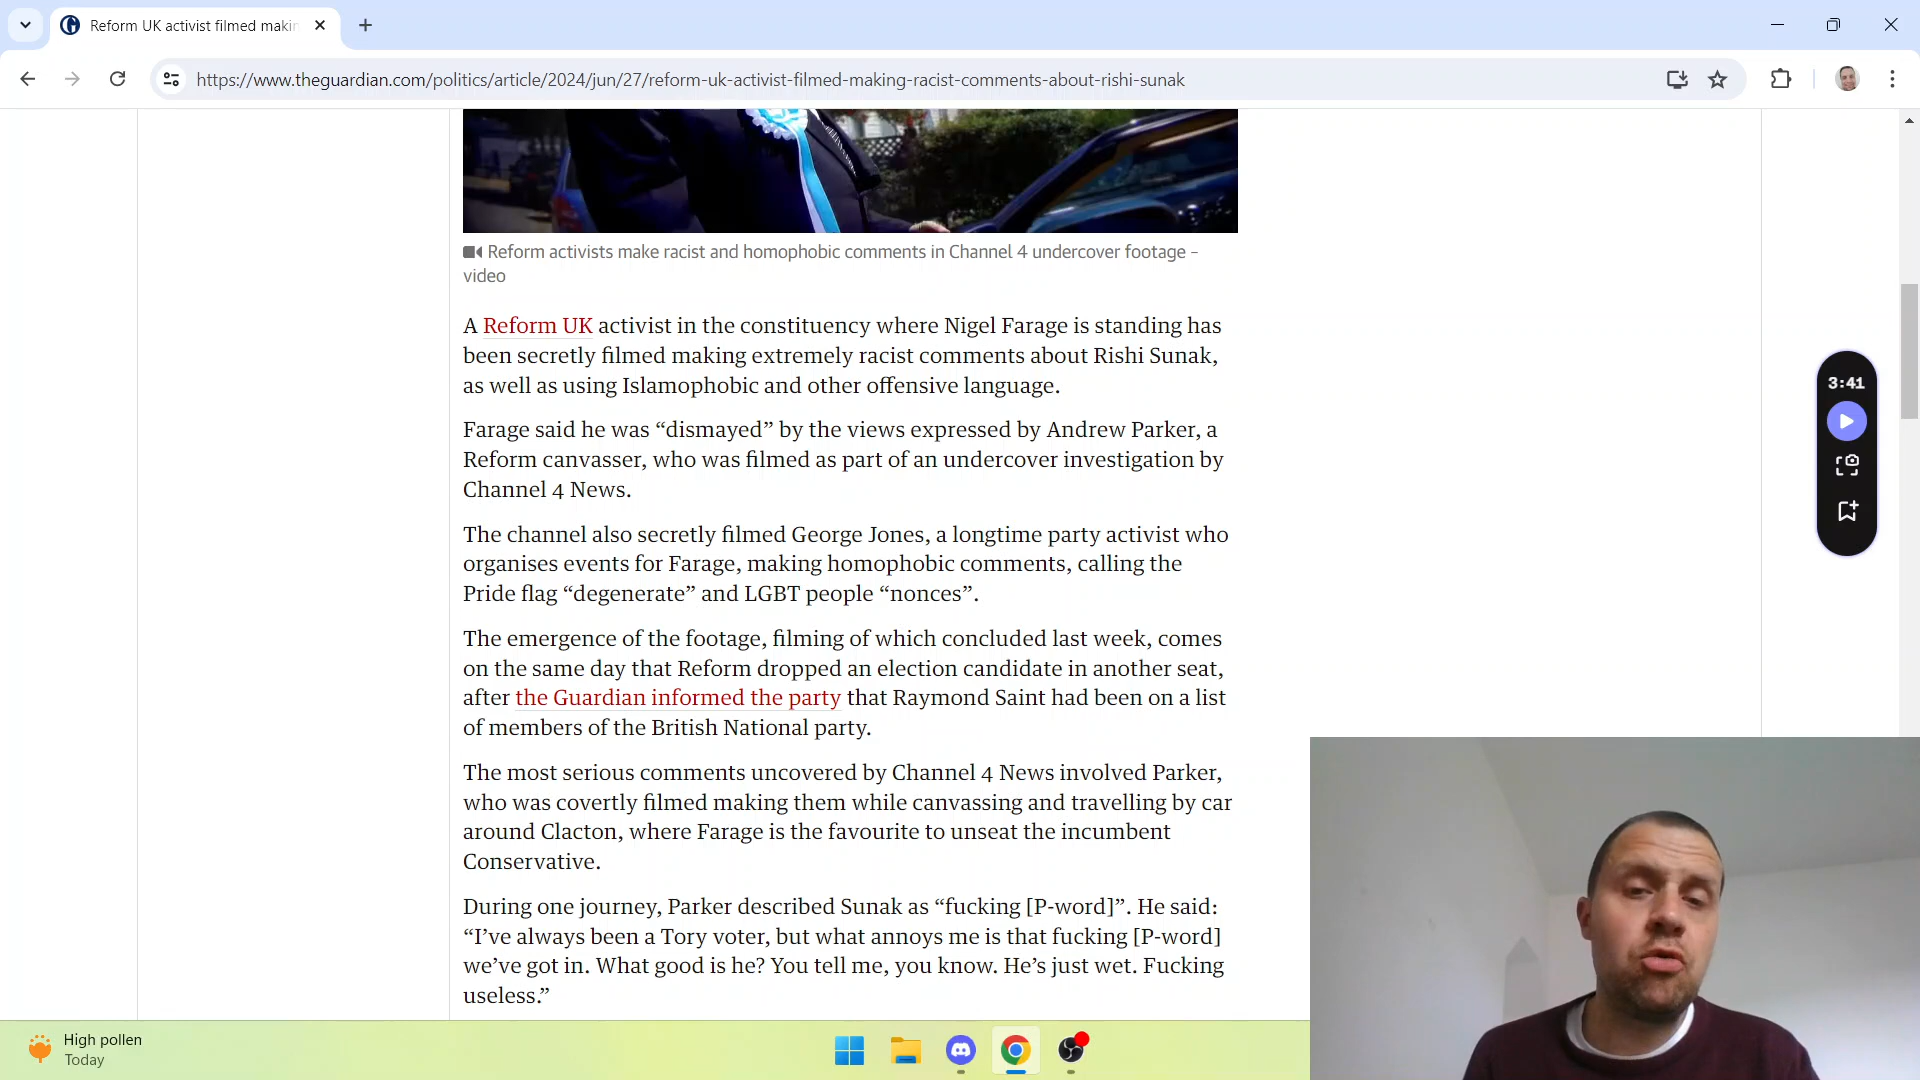 Reform UK activist filmed makin
https://www.theguardian.com/politics/article/2024/jun/27/reform-uk-activist-filmed-making-racist-comments-about-rishi-sunak
Reform activists make racist and homophobic comments in Channel 4 undercover footage –
video
A Reform UK activist in the constituency where Nigel Farage is standing has
been secretly filmed making extremely racist comments about Rishi Sunak,
as well as using Islamophobic and other offensive language.
Farage said he was “dismayed” by the views expressed by Andrew Parker, a
Reform canvasser, who was filmed as part of an undercover investigation by
Channel 4 News.
The channel also secretly filmed George Jones, a longtime party activist who
organises events for Farage, making homophobic comments, calling the
Pride flag “degenerate” and LGBT people “nonces”.
The emergence of the footage, filming of which concluded last week, comes
on the same day that Reform dropped an election candidate in another seat,
after the Guardian informed the party that Raymond Saint had been on a list
of members of the British National party.
The most serious comments uncovered by Channel 4 News involved Parker,
who was covertly filmed making them while canvassing and travelling by car
around Clacton, where Farage is the favourite to unseat the incumbent
Conservative.
During one journey, Parker described Sunak as “fucking [P-word]”. He said:
“I’ve always been a Tory voter, but what annoys me is that fucking [P-word]
we’ve got in. What good is he? You tell me, you know. He’s just wet. Fucking
useless.”
3:41
High pollen
Today